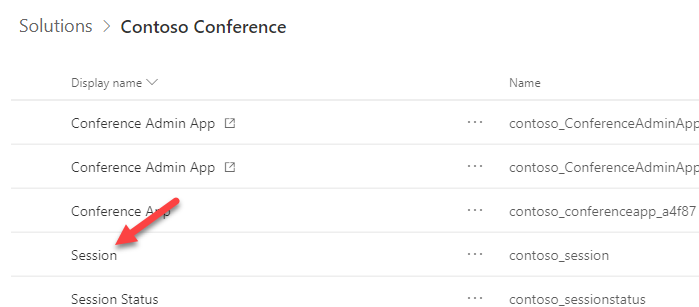 Solutions > Contoso Conference
Display name Name
Conference Admin App ... contoso_ConferenceAdminApp
Conference Admin App ... contoso_ConferenceAdminApp
Conference App ... contoso_conferenceapp_a4f87
Session ... contoso_session
Session Status ... contoso_sessionstatus